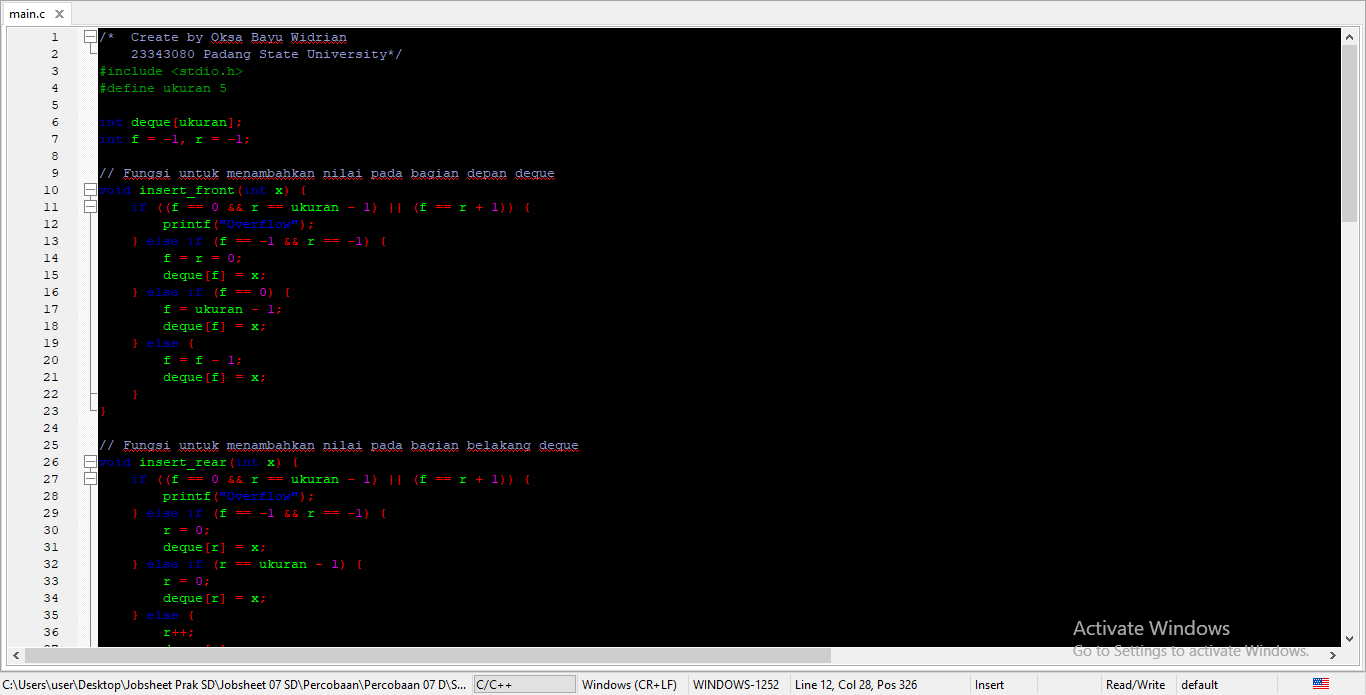 main.c
1 /*  Create by Oksa Bayu Widrian
2     23343080 Padang State University*/
3 #include <stdio.h>
4 #define ukuran 5
5
6 int deque[ukuran];
7 int f = -1, r = -1;
8
9 // Fungsi untuk menambahkan nilai pada bagian depan deque
10 void insert_front(int x) {
11     if ((f == 0 && r == ukuran - 1) || (f == r + 1)) {
12         printf("Overflow");
13     } else if (f == -1 && r == -1) {
14         f = r = 0;
15         deque[f] = x;
16     } else if (f == 0) {
17         f = ukuran - 1;
18         deque[f] = x;
19     } else {
20         f = f - 1;
21         deque[f] = x;
22     }
23 }
24
25 // Fungsi untuk menambahkan nilai pada bagian belakang deque
26 void insert_rear(int x) {
27     if ((f == 0 && r == ukuran - 1) || (f == r + 1)) {
28         printf("Overflow");
29     } else if (f == -1 && r == -1) {
30         r = 0;
31         deque[r] = x;
32     } else if (r == ukuran - 1) {
33         r = 0;
34         deque[r] = x;
35     } else {
36         r++;
Activate Windows
Go to Settings to activate Windows.
C:\Users\user\Desktop\Jobsheet Prak SD\Jobsheet 07 SD\Percobaan\Percobaan 07 D\S... C/C++ Windows (CR+LF) WINDOWS-1252 Line 12, Col 28, Pos 326 Insert Read/Write default